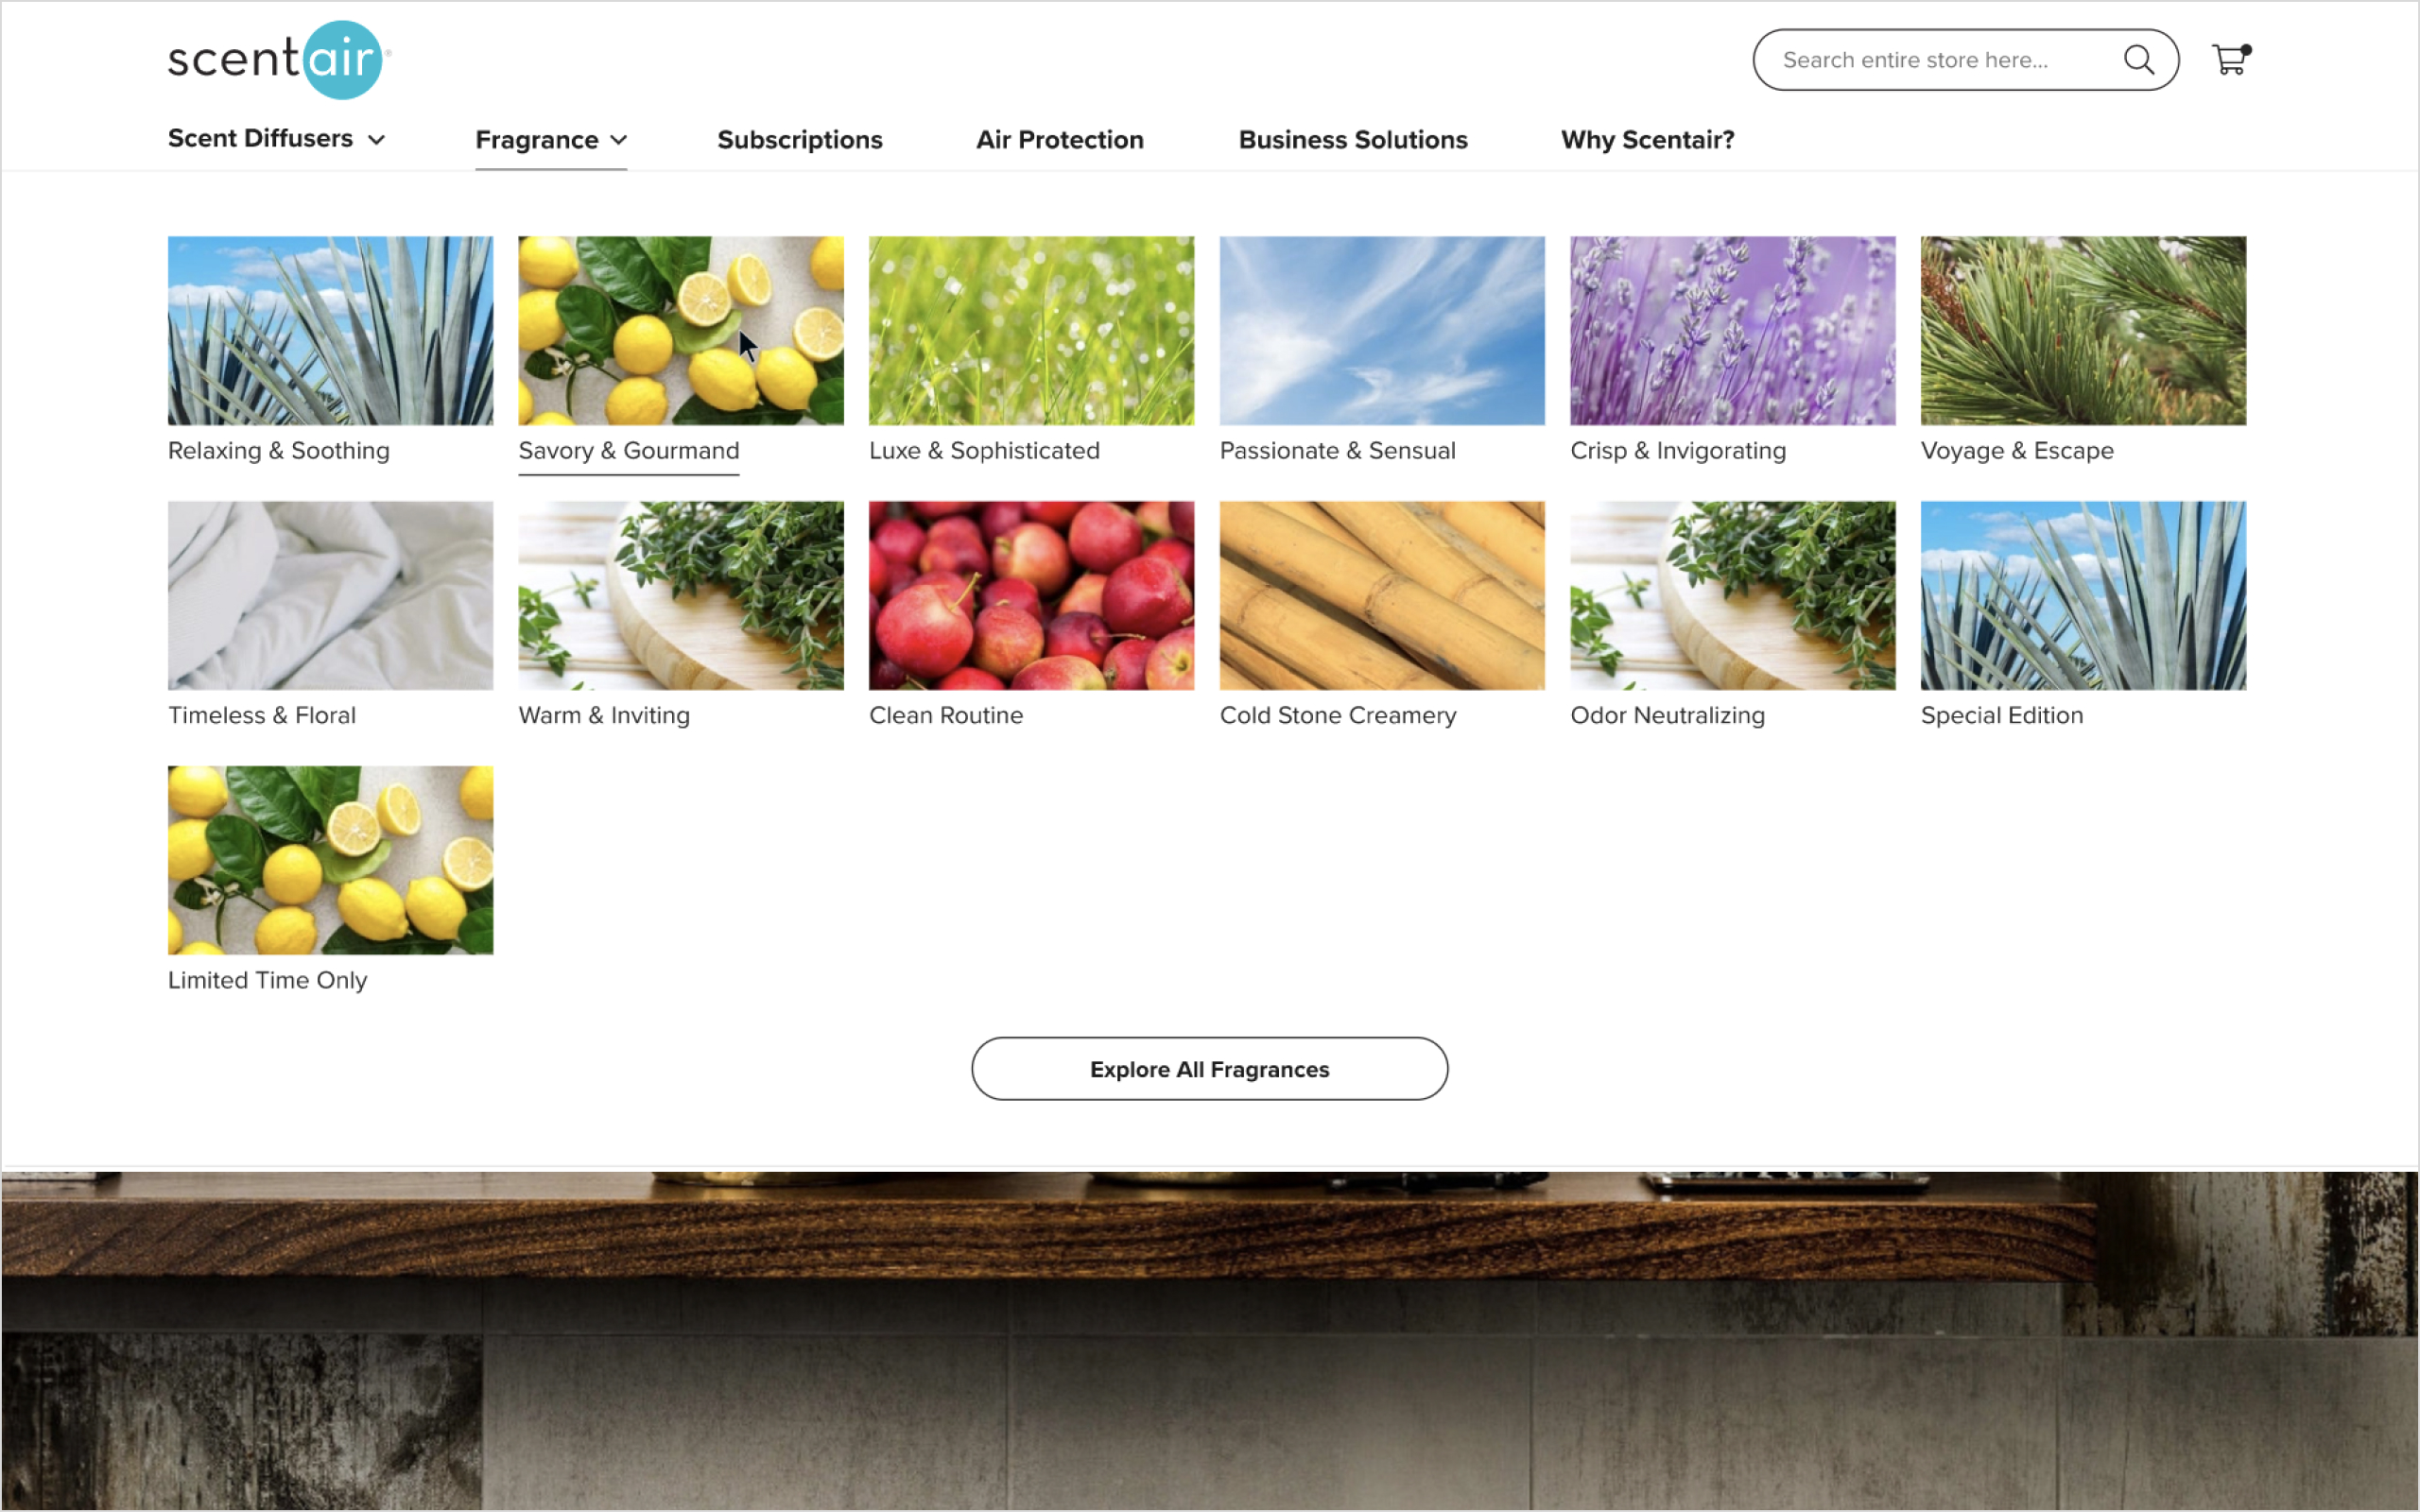 scentair
Search entire store here...
Scent Diffusers
Fragrance
Subscriptions
Air Protection
Business Solutions
Why Scentair?
Relaxing & Soothing
Savory & Gourmand
Luxe & Sophisticated
Passionate & Sensual
Crisp & Invigorating
Voyage & Escape
Timeless & Floral
Warm & Inviting
Clean Routine
Cold Stone Creamery
Odor Neutralizing
Special Edition
Limited Time Only
Explore All Fragrances